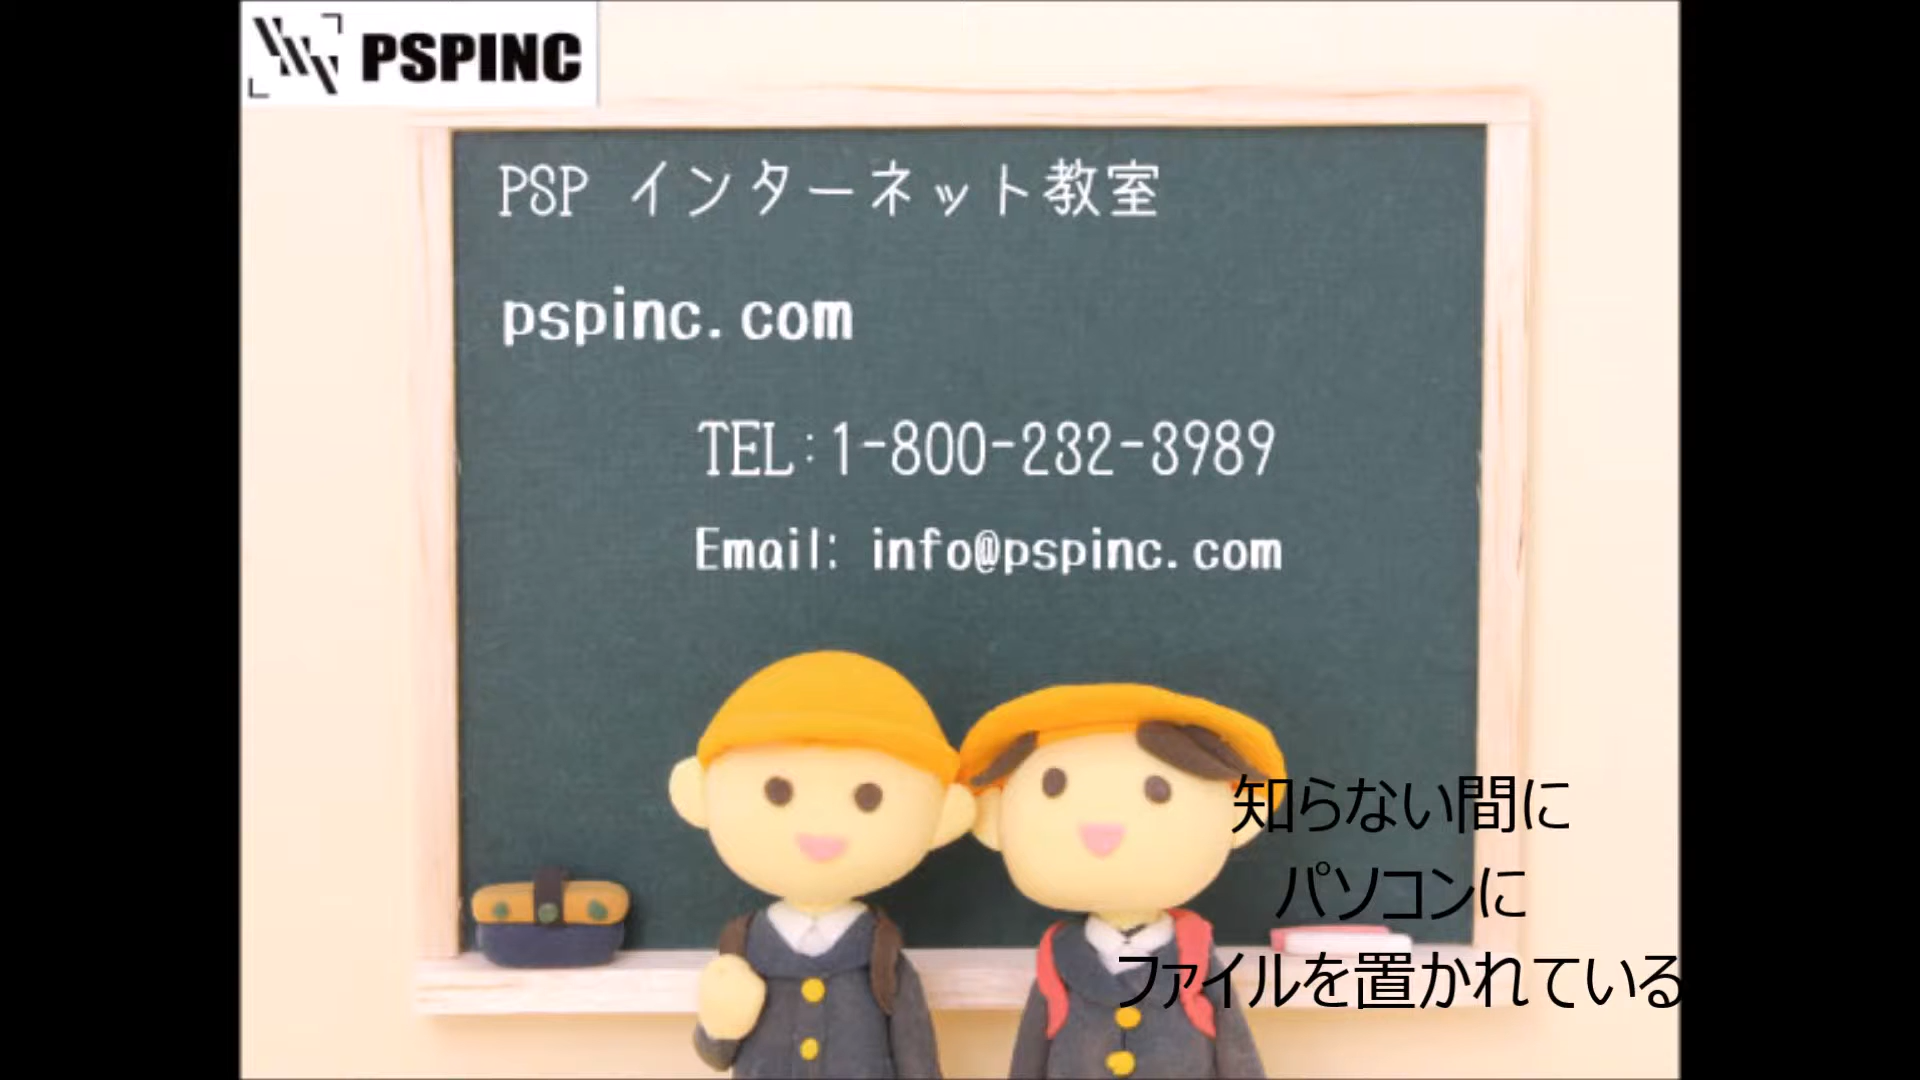 PSPINC
PSP インターネット教室
pspinc.com
TEL:1-800-232-3989
Email: info@pspinc.com
知らない間に
パソコンに
ファイルを置かれている